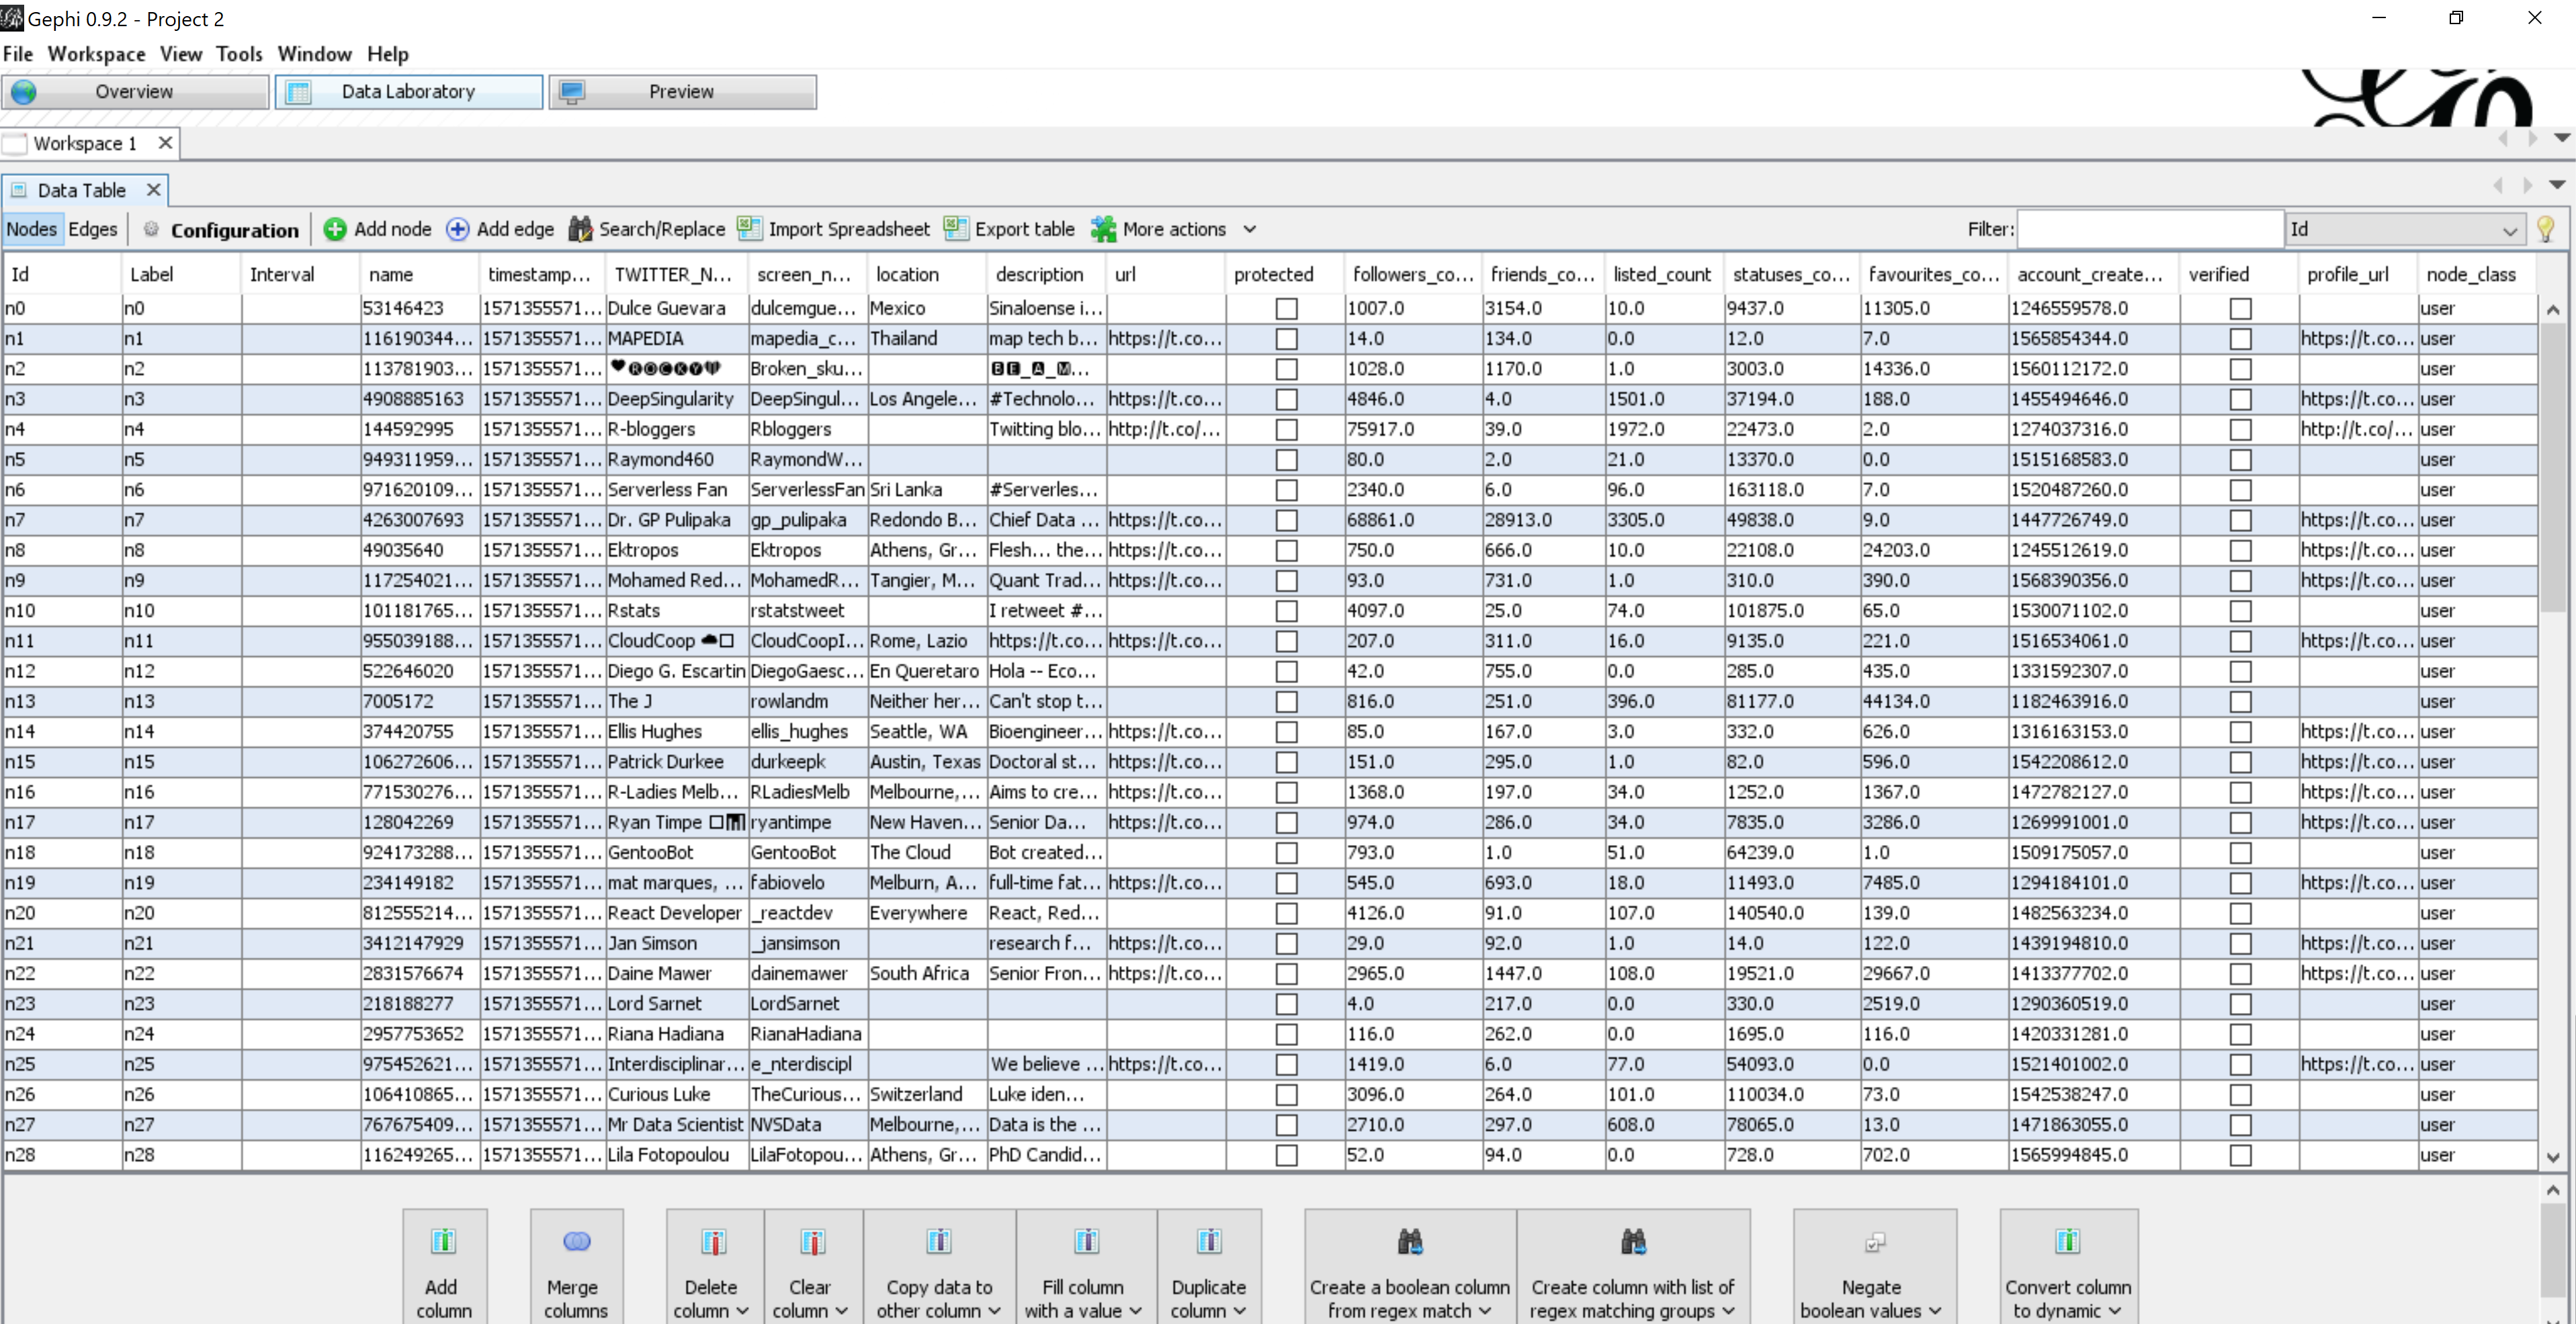 Gephi 0.9.2 - Project 2
File Workspace View Tools Window Help
Overview Data Laboratory Preview
Workspace 1
Data Table
Nodes Edges Configuration Add node Add edge Search/Replace Import Spreadsheet Export table More actions Filter: Id
Id Label Interval name timestamp... TWITTER_N... screen_n... location description url protected followers_co... friends_co... listed_count statuses_co... favourites_co... account_create... verified profile_url node_class
n0 n0 53146423 1571355571... Dulce Guevara dulcemgue... Mexico Sinaloense i... 1007.0 3154.0 10.0 9437.0 11305.0 1246559578.0 user
n1 n1 116190344... 1571355571... MAPEDIA mapedia_c... Thailand map tech b... https://t.co... 14.0 134.0 0.0 12.0 7.0 1565854344.0 https://t.co... user
n2 n2 113781903... 1571355571... ♥🅡🅞🅒🅚🅨 Broken_sku... 🅱🅴_🅰_🅼... 1028.0 1170.0 1.0 3003.0 14336.0 1560112172.0 user
n3 n3 4908885163 1571355571... DeepSingularity DeepSingul... Los Angele... #Technolo... https://t.co... 4846.0 4.0 1501.0 37194.0 188.0 1455494646.0 https://t.co... user
n4 n4 144592995 1571355571... R-bloggers Rbloggers Twitting blo... http://t.co/... 75917.0 39.0 1972.0 22473.0 2.0 1274037316.0 http://t.co/... user
n5 n5 949311959... 1571355571... Raymond460 RaymondW... 80.0 2.0 21.0 13370.0 0.0 1515168583.0 user
n6 n6 971620109... 1571355571... Serverless Fan ServerlessFan Sri Lanka #Serverles... 2340.0 6.0 96.0 163118.0 7.0 1520487260.0 user
n7 n7 4263007693 1571355571... Dr. GP Pulipaka gp_pulipaka Redondo B... Chief Data ... https://t.co... 68861.0 28913.0 3305.0 49838.0 9.0 1447726749.0 https://t.co... user
n8 n8 49035640 1571355571... Ektropos Ektropos Athens, Gr... Flesh... the... https://t.co... 750.0 666.0 10.0 22108.0 24203.0 1245512619.0 https://t.co... user
n9 n9 117254021... 1571355571... Mohamed Red... MohamedR... Tangier, M... Quant Trad... https://t.co... 93.0 731.0 1.0 310.0 390.0 1568390356.0 https://t.co... user
n10 n10 101181765... 1571355571... Rstats rstatstweet I retweet #... 4097.0 25.0 74.0 101875.0 65.0 1530071102.0 user
n11 n11 955039188... 1571355571... CloudCoop ☁□ CloudCoopI... Rome, Lazio https://t.co... https://t.co... 207.0 311.0 16.0 9135.0 221.0 1516534061.0 https://t.co... user
n12 n12 522646020 1571355571... Diego G. Escartin DiegoGaesc... En Queretaro Hola -- Eco... 42.0 755.0 0.0 285.0 435.0 1331592307.0 user
n13 n13 7005172 1571355571... The J rowlandm Neither her... Can't stop t... 816.0 251.0 396.0 81177.0 44134.0 1182463916.0 user
n14 n14 374420755 1571355571... Ellis Hughes ellis_hughes Seattle, WA Bioengineer... https://t.co... 85.0 167.0 3.0 332.0 626.0 1316163153.0 https://t.co... user
n15 n15 106272606... 1571355571... Patrick Durkee durkeepk Austin, Texas Doctoral st... https://t.co... 151.0 295.0 1.0 82.0 596.0 1542208612.0 https://t.co... user
n16 n16 771530276... 1571355571... R-Ladies Melb... RLadiesMelb Melbourne,... Aims to cre... https://t.co... 1368.0 197.0 34.0 1252.0 1367.0 1472782127.0 https://t.co... user
n17 n17 128042269 1571355571... Ryan Timpe ryantimpe New Haven... Senior Da... https://t.co... 974.0 286.0 34.0 7835.0 3286.0 1269991001.0 https://t.co... user
n18 n18 924173288... 1571355571... GentooBot GentooBot The Cloud Bot created... 793.0 1.0 51.0 64239.0 1.0 1509175057.0 user
n19 n19 234149182 1571355571... mat marques, ... fabiovelo Melburn, A... full-time fat... https://t.co... 545.0 693.0 18.0 11493.0 7485.0 1294184101.0 https://t.co... user
n20 n20 812555214... 1571355571... React Developer _reactdev Everywhere React, Red... 4126.0 91.0 107.0 140540.0 139.0 1482563234.0 user
n21 n21 3412147929 1571355571... Jan Simson _jansimson research f... https://t.co... 29.0 92.0 1.0 14.0 122.0 1439194810.0 https://t.co... user
n22 n22 2831576674 1571355571... Daine Mawer dainemawer South Africa Senior Fron... https://t.co... 2965.0 1447.0 108.0 19521.0 29667.0 1413377702.0 https://t.co... user
n23 n23 218188277 1571355571... Lord Sarnet LordSarnet 4.0 217.0 0.0 330.0 2519.0 1290360519.0 user
n24 n24 2957753652 1571355571... Riana Hadiana RianaHadiana 116.0 262.0 0.0 1695.0 116.0 1420331281.0 user
n25 n25 975452621... 1571355571... Interdisciplinar... e_nterdiscipl We believe ... https://t.co... 1419.0 6.0 77.0 54093.0 0.0 1521401002.0 https://t.co... user
n26 n26 106410865... 1571355571... Curious Luke TheCurious... Switzerland Luke iden... 3096.0 264.0 101.0 110034.0 73.0 1542538247.0 user
n27 n27 767675409... 1571355571... Mr Data Scientist NVSData Melbourne,... Data is the ... 2710.0 297.0 608.0 78065.0 13.0 1471863055.0 user
n28 n28 116249265... 1571355571... Lila Fotopoulou LilaFotopou... Athens, Gr... PhD Candid... 52.0 94.0 0.0 728.0 702.0 1565994845.0 user
Add column
Merge columns
Delete column
Clear column
Copy data to other column
Fill column with a value
Duplicate column
Create a boolean column from regex match
Create column with list of regex matching groups
Negate boolean values
Convert column to dynamic